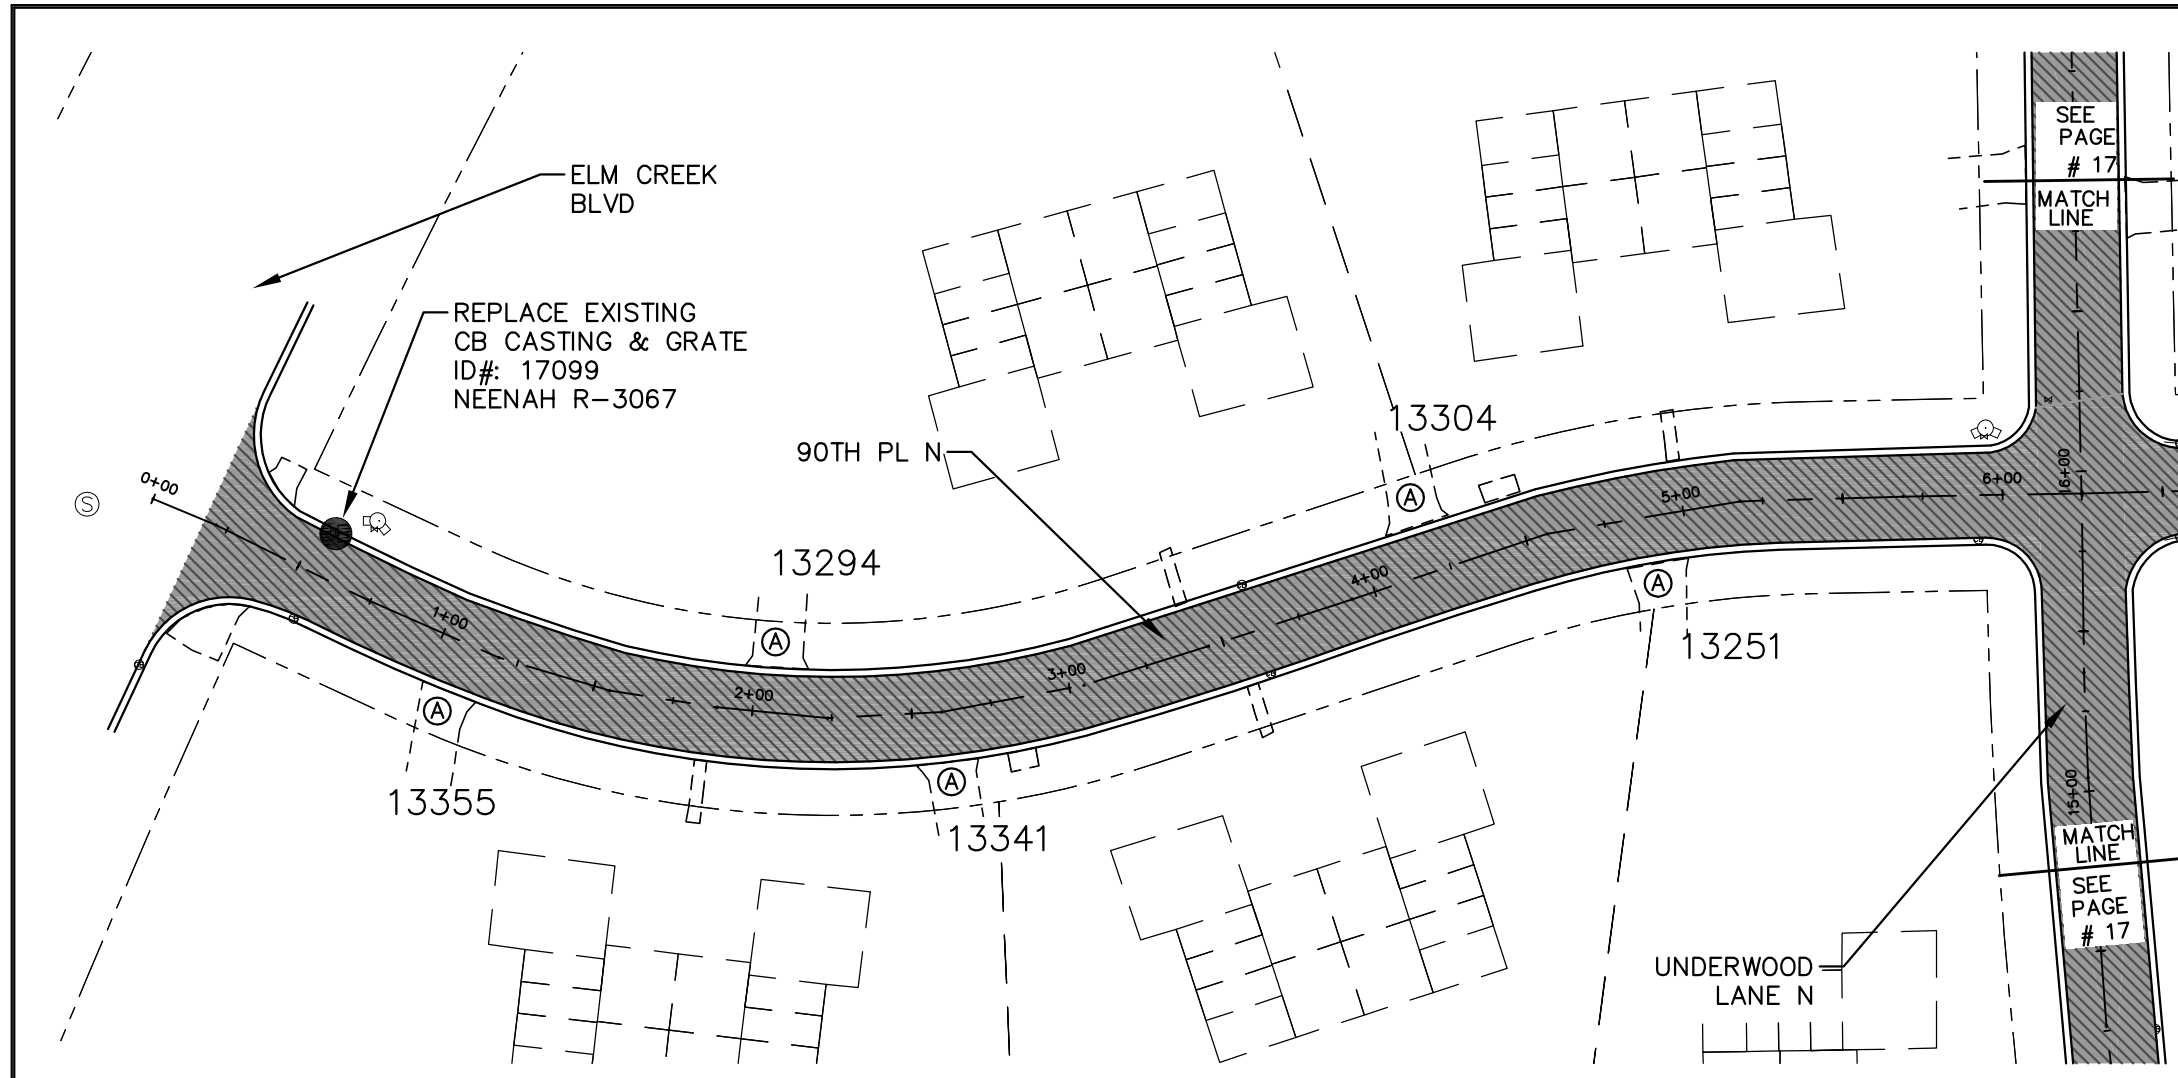 ELM CREEK
BLVD
REPLACE EXISTING
CB CASTING & GRATE
ID#: 17099
NEENAH R-3067
90TH PL N
13304
SEE
PAGE
# 17
MATCH
LINE
S
0+00
1+00
2+00
3+00
4+00
5+00
6+00
16+00
15+00
13294
A
A
A
A
A
13251
13355
13341
MATCH
LINE
SEE
PAGE
# 17
UNDERWOOD
LANE N